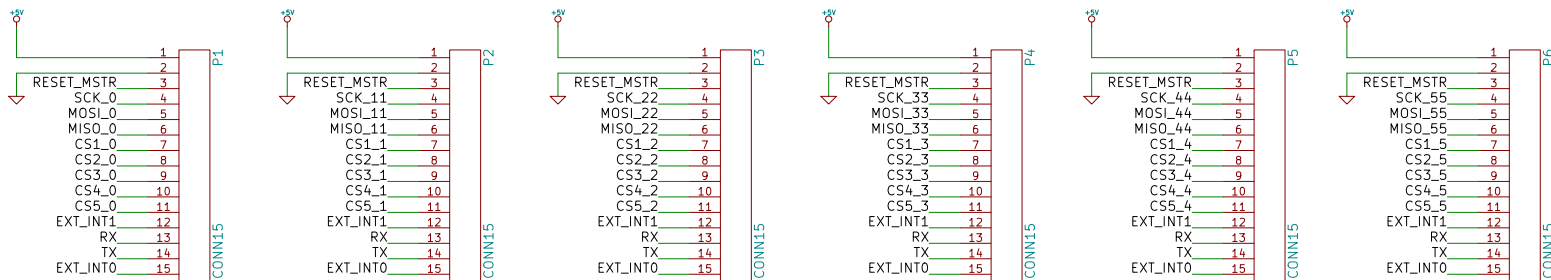 +5V +5V +5V +5V +5V +5V
1 P1 1 P2 1 P3 1 P4 1 P5 1 P6
2 2 2 2 2 2
RESET_MSTR 3 RESET_MSTR 3 RESET_MSTR 3 RESET_MSTR 3 RESET_MSTR 3 RESET_MSTR 3
SCK_0 4 SCK_11 4 SCK_22 4 SCK_33 4 SCK_44 4 SCK_55 4
MOSI_0 5 MOSI_11 5 MOSI_22 5 MOSI_33 5 MOSI_44 5 MOSI_55 5
MISO_0 6 MISO_11 6 MISO_22 6 MISO_33 6 MISO_44 6 MISO_55 6
CS1_0 7 CS1_1 7 CS1_2 7 CS1_3 7 CS1_4 7 CS1_5 7
CS2_0 8 CS2_1 8 CS2_2 8 CS2_3 8 CS2_4 8 CS2_5 8
CS3_0 9 CS3_1 9 CS3_2 9 CS3_3 9 CS3_4 9 CS3_5 9
CS4_0 10 CS4_1 10 CS4_2 10 CS4_3 10 CS4_4 10 CS4_5 10
CS5_0 11 CS5_1 11 CS5_2 11 CS5_3 11 CS5_4 11 CS5_5 11
EXT_INT1 12 EXT_INT1 12 EXT_INT1 12 EXT_INT1 12 EXT_INT1 12 EXT_INT1 12
RX 13 RX 13 RX 13 RX 13 RX 13 RX 13
TX 14 TX 14 TX 14 TX 14 TX 14 TX 14
EXT_INT0 15 EXT_INT0 15 EXT_INT0 15 EXT_INT0 15 EXT_INT0 15 EXT_INT0 15
CONN15 CONN15 CONN15 CONN15 CONN15 CONN15